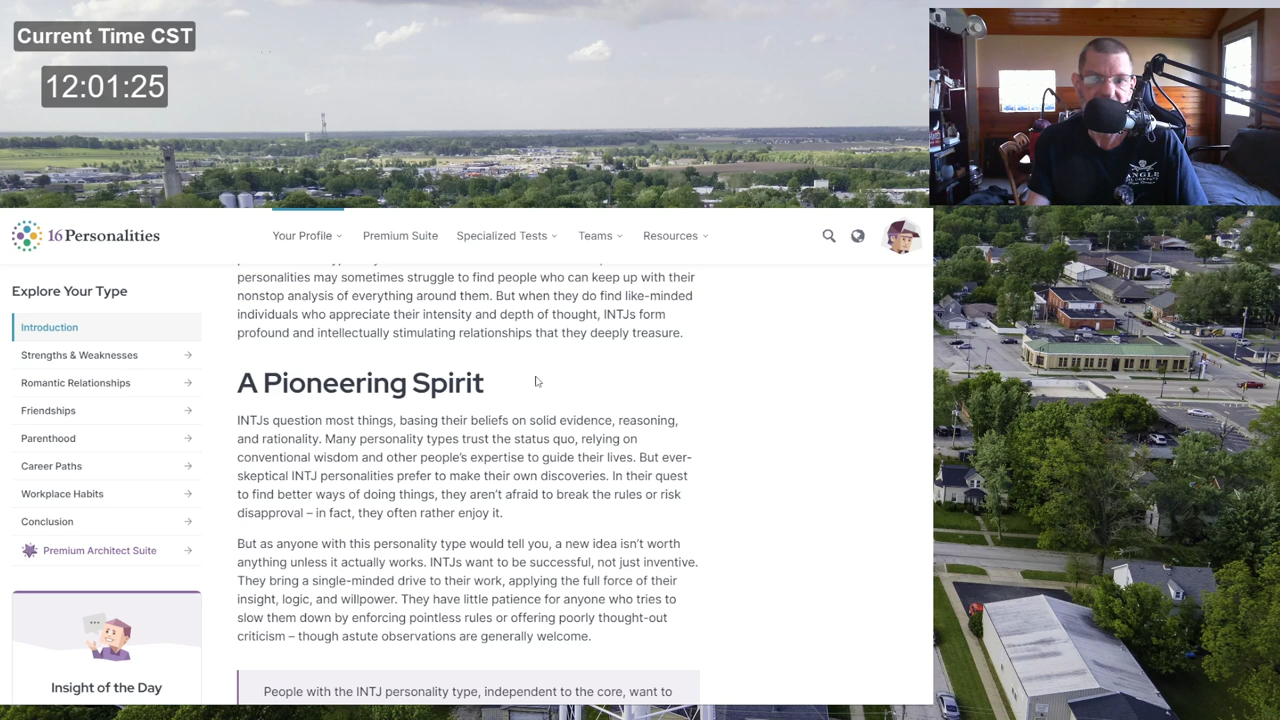 Current Time CST
12:01:25
16Personalities
Your Profile
Premium Suite
Specialized Tests
Teams
Resources
Explore Your Type
Introduction
Strengths & Weaknesses
Romantic Relationships
Friendships
Parenthood
Career Paths
Workplace Habits
Conclusion
Premium Architect Suite
Insight of the Day
personalities may sometimes struggle to find people who can keep up with their
nonstop analysis of everything around them. But when they do find like-minded
individuals who appreciate their intensity and depth of thought, INTJs form
profound and intellectually stimulating relationships that they deeply treasure.
A Pioneering Spirit
INTJs question most things, basing their beliefs on solid evidence, reasoning,
and rationality. Many personality types trust the status quo, relying on
conventional wisdom and other people’s expertise to guide their lives. But ever-
skeptical INTJ personalities prefer to make their own discoveries. In their quest
to find better ways of doing things, they aren’t afraid to break the rules or risk
disapproval – in fact, they often rather enjoy it.
But as anyone with this personality type would tell you, a new idea isn’t worth
anything unless it actually works. INTJs want to be successful, not just inventive.
They bring a single-minded drive to their work, applying the full force of their
insight, logic, and willpower. They have little patience for anyone who tries to
slow them down by enforcing pointless rules or offering poorly thought-out
criticism – though astute observations are generally welcome.
People with the INTJ personality type, independent to the core, want to
ANGLE